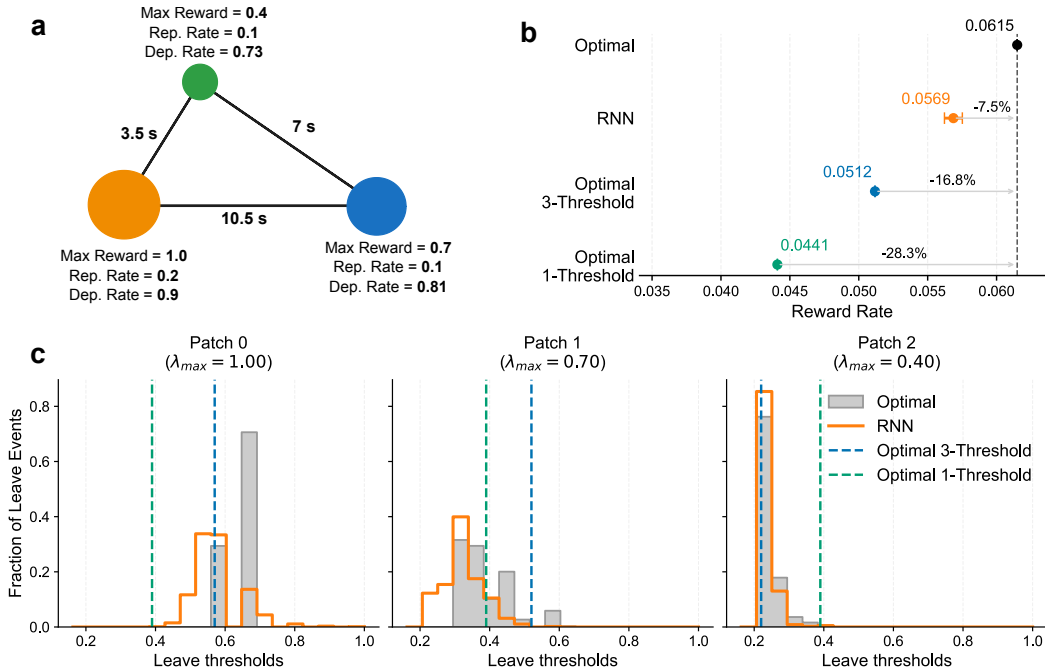 a
Max Reward = 0.4
Rep. Rate = 0.1
Dep. Rate = 0.73
3.5 s
7 s
10.5 s
Max Reward = 1.0
Rep. Rate = 0.2
Dep. Rate = 0.9
Max Reward = 0.7
Rep. Rate = 0.1
Dep. Rate = 0.81
b
Optimal
0.0615
RNN
0.0569
-7.5%
Optimal
3-Threshold
0.0512
-16.8%
Optimal
1-Threshold
0.0441
-28.3%
0.035 0.040 0.045 0.050 0.055 0.060
Reward Rate
c
Patch 0
(λmax = 1.00)
Patch 1
(λmax = 0.70)
Patch 2
(λmax = 0.40)
Fraction of Leave Events
0.8
0.6
0.4
0.2
0.0
Optimal
RNN
Optimal 3-Threshold
Optimal 1-Threshold
0.2 0.4 0.6 0.8 1.0
0.2 0.4 0.6 0.8 1.0
0.2 0.4 0.6 0.8 1.0
Leave thresholds
Leave thresholds
Leave thresholds